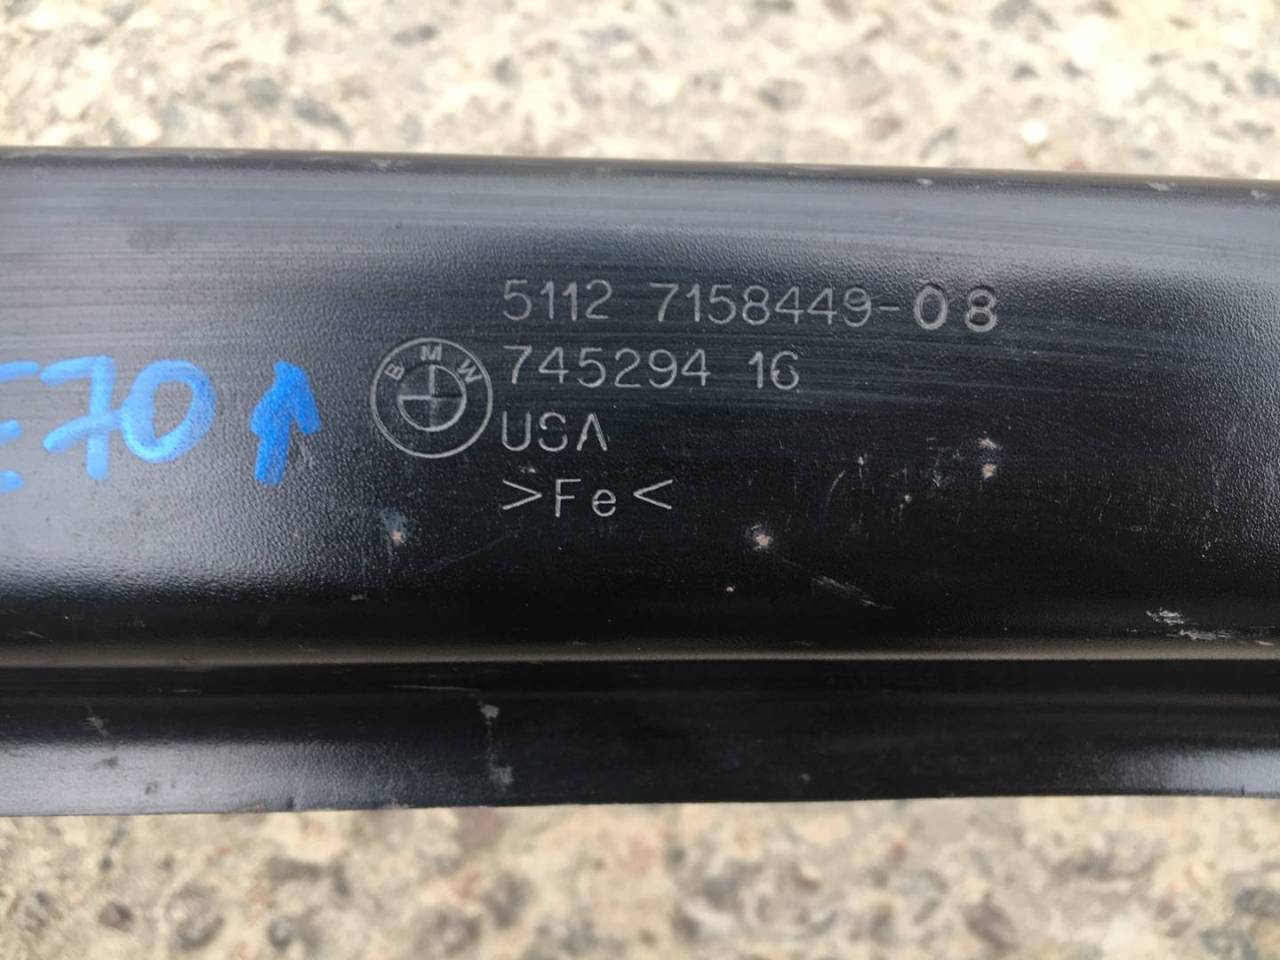 5112 7158449-08
BMW
745294 16
USA
>Fe<
E70↑